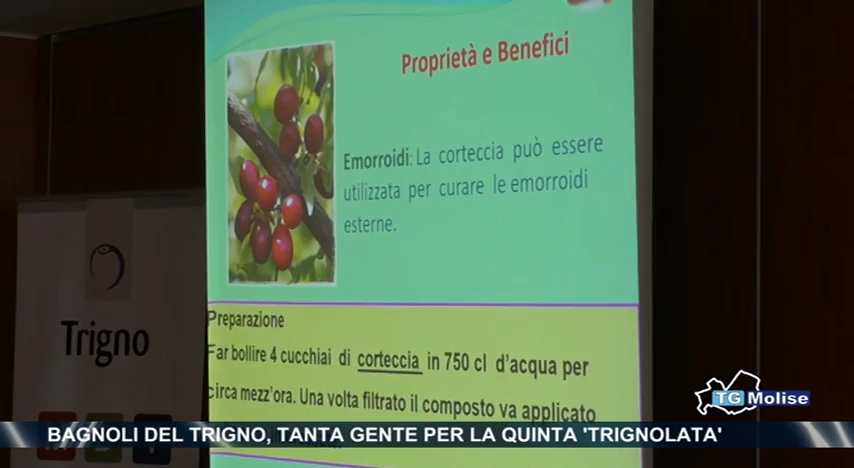 Proprietà e Benefici
Emorroidi: La corteccia può essere
utilizzata per curare le emorroidi
esterne.
Trigno
Preparazione
Far bollire 4 cucchiai di corteccia in 750 cl d'acqua per
circa mezz'ora. Una volta filtrato il composto va applicato
TG Molise
BAGNOLI DEL TRIGNO, TANTA GENTE PER LA QUINTA 'TRIGNOLATA'